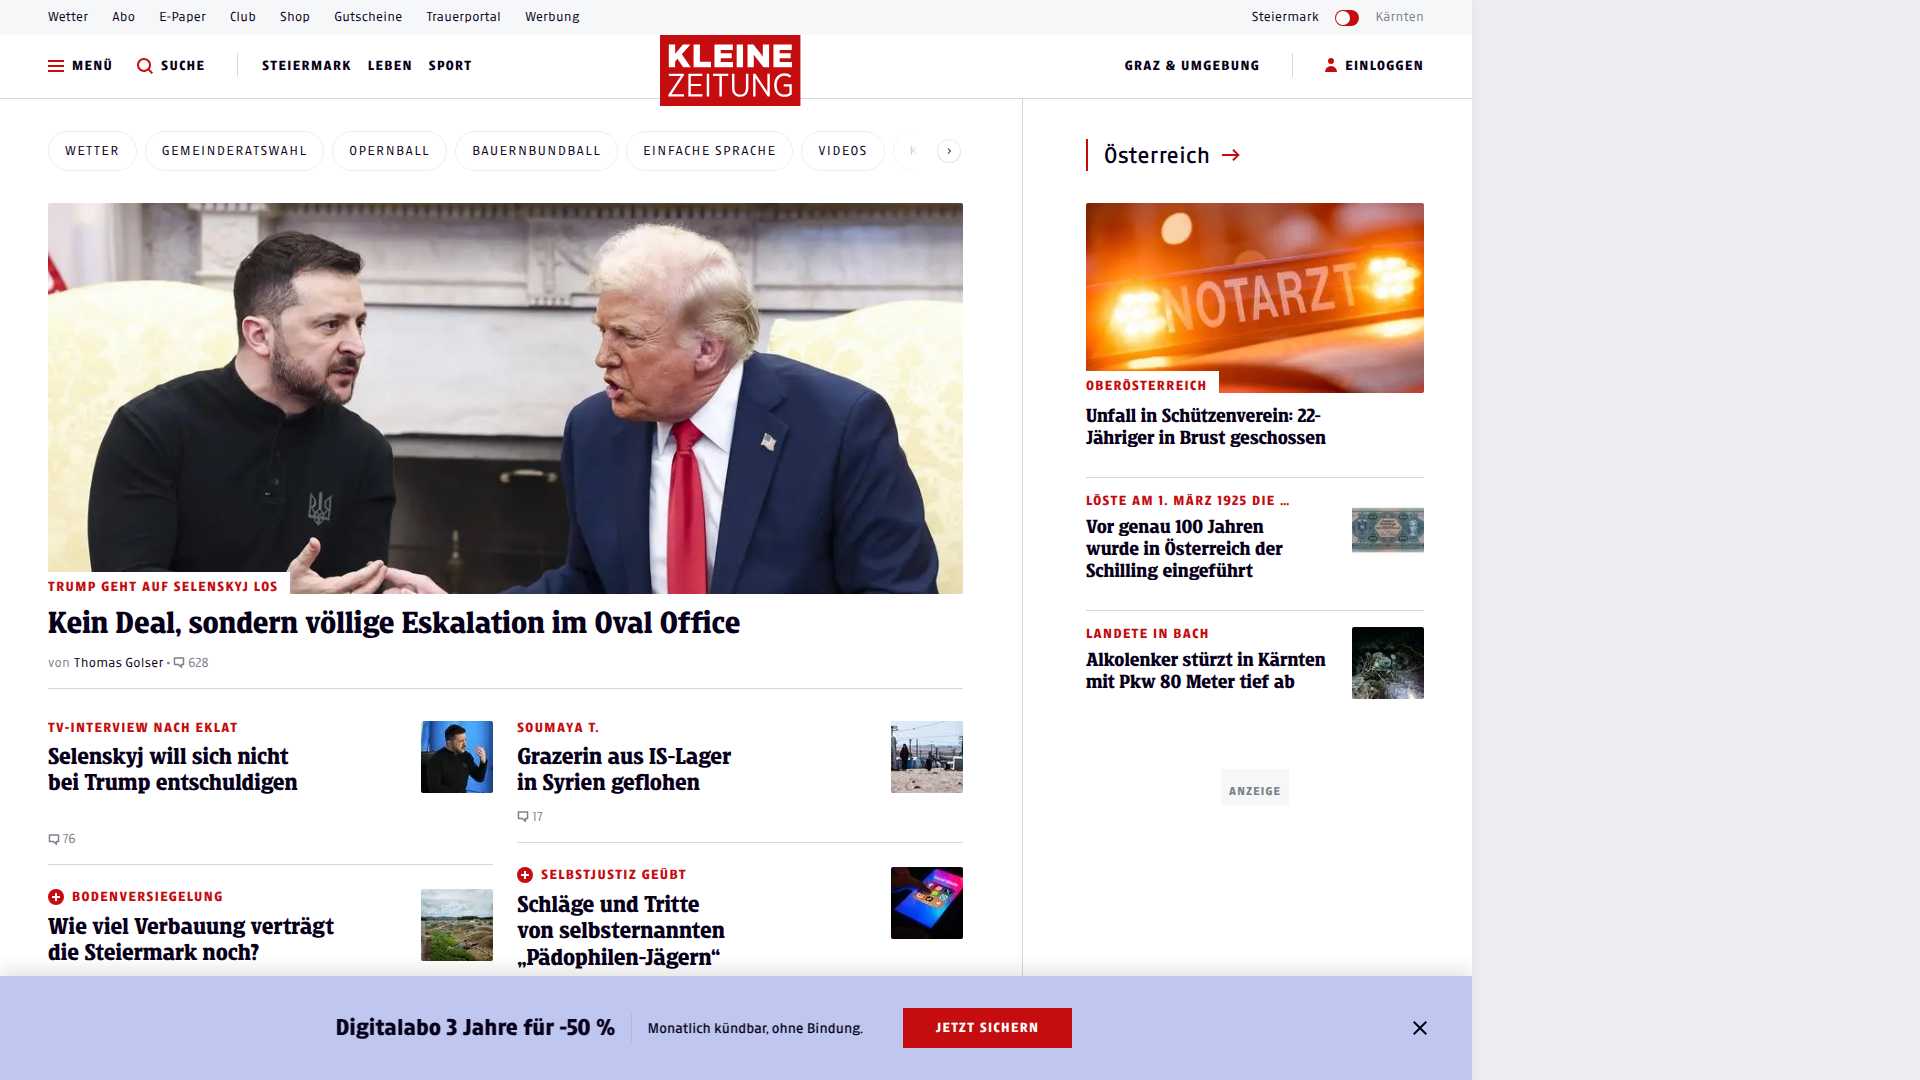 Wetter Abo E-Paper Club Shop Gutscheine Trauerportal Werbung Steiermark Kärnten
MENÜ SUCHE STEIERMARK LEBEN SPORT
KLEINE
ZEITUNG
GRAZ & UMGEBUNG EINLOGGEN
WETTER GEMEINDERATSWAHL OPERNBALL BAUERNBUNDBALL EINFACHE SPRACHE VIDEOS K
TRUMP GEHT AUF SELENSKYJ LOS
Kein Deal, sondern völlige Eskalation im Oval Office
von Thomas Golser • 628
TV-INTERVIEW NACH EKLAT
Selenskyj will sich nicht
bei Trump entschuldigen
76
BODENVERSIEGELUNG
Wie viel Verbauung verträgt
die Steiermark noch?
SOUMAYA T.
Grazerin aus IS-Lager
in Syrien geflohen
17
SELBSTJUSTIZ GEÜBT
Schläge und Tritte
von selbsternannten
„Pädophilen-Jägern“
Österreich
NOTARZT
OBERÖSTERREICH
Unfall in Schützenverein: 22-
Jähriger in Brust geschossen
LÖSTE AM 1. MÄRZ 1925 DIE ...
Vor genau 100 Jahren
wurde in Österreich der
Schilling eingeführt
LANDETE IN BACH
Alkolenker stürzt in Kärnten
mit Pkw 80 Meter tief ab
ANZEIGE
Digitalabo 3 Jahre für -50 %
Monatlich kündbar, ohne Bindung.
JETZT SICHERN